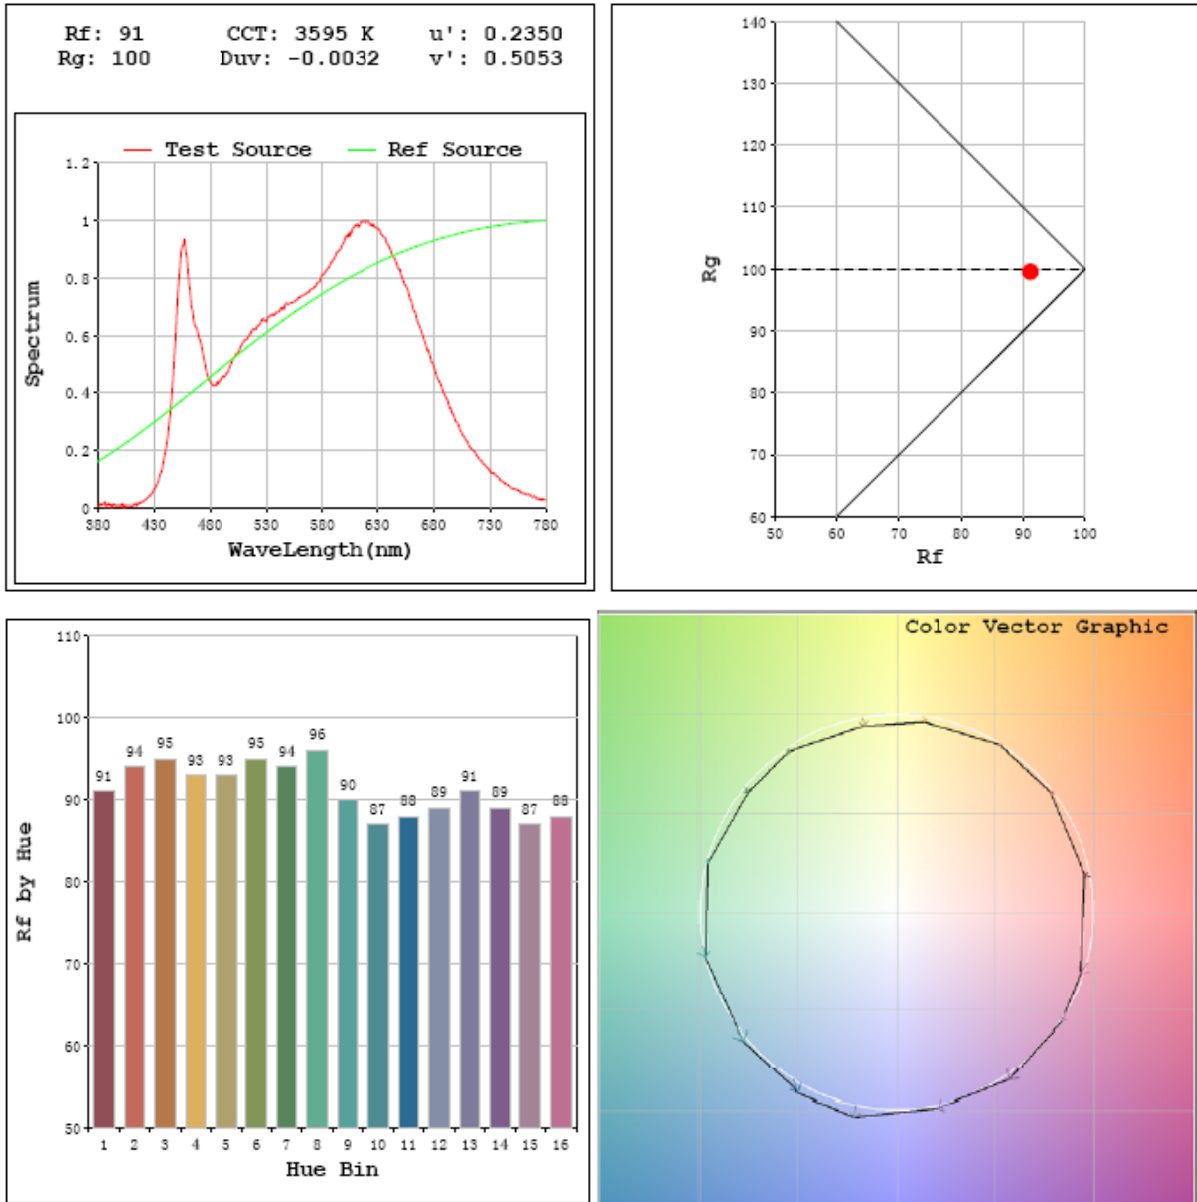 Rf: 91 CCT: 3595 K u': 0.2350
Rg: 100 Duv: -0.0032 v': 0.5053
Test Source Ref Source
1.2
1
0.8
0.6
0.4
0.2
0
Spectrum
380 430 480 530 580 630 680 730 780
WaveLength(nm)
140
130
120
110
100
90
80
70
60
Rg
50 60 70 80 90 100
Rf
110
100
90
80
70
60
50
Rf by Hue
91 94 95 93 93 95 94 96 90 87 88 89 91 89 87 88
1 2 3 4 5 6 7 8 9 10 11 12 13 14 15 16
Hue Bin
Color Vector Graphic